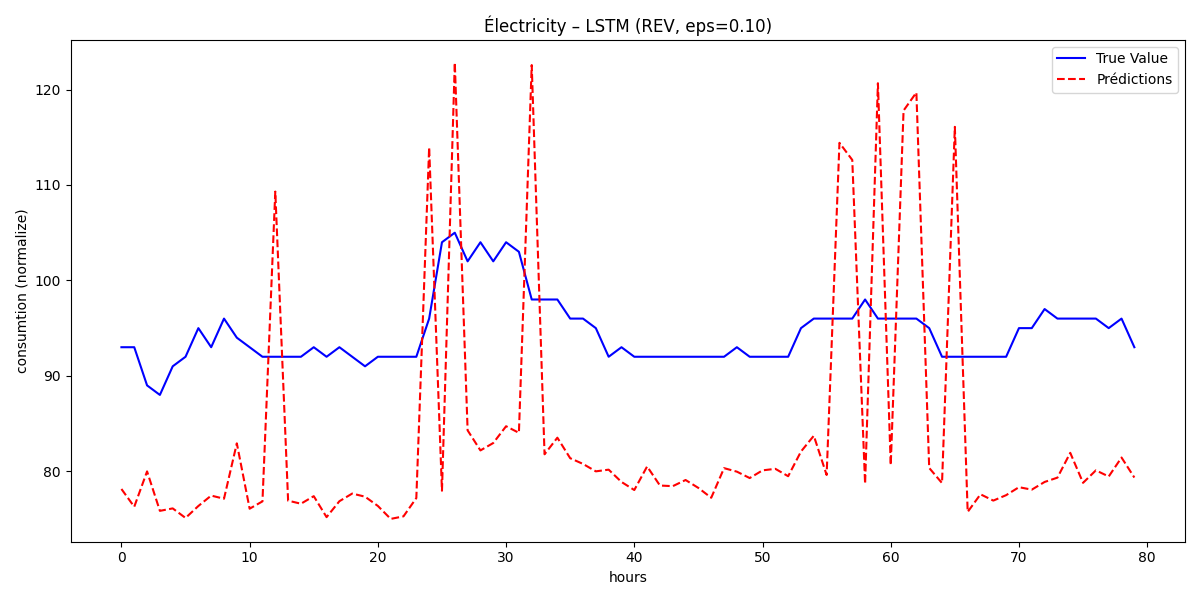 Électricity – LSTM (REV, eps=0.10)
True Value
Prédictions
consumtion (normalize)
120
110
100
90
80
0 10 20 30 40 50 60 70 80
hours